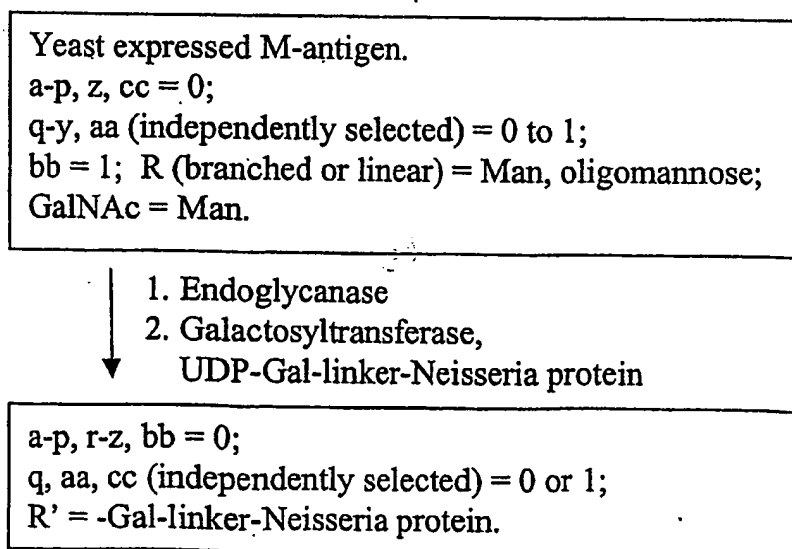 Yeast expressed M-antigen.
a-p, z, cc = 0;
q-y, aa (independently selected) = 0 to 1;
bb = 1; R (branched or linear) = Man, oligomannose;
GalNAc = Man.
1. Endoglycanase
2. Galactosyltransferase,
UDP-Gal-linker-Neisseria protein
a-p, r-z, bb = 0;
q, aa, cc (independently selected) = 0 or 1;
R' = -Gal-linker-Neisseria protein.